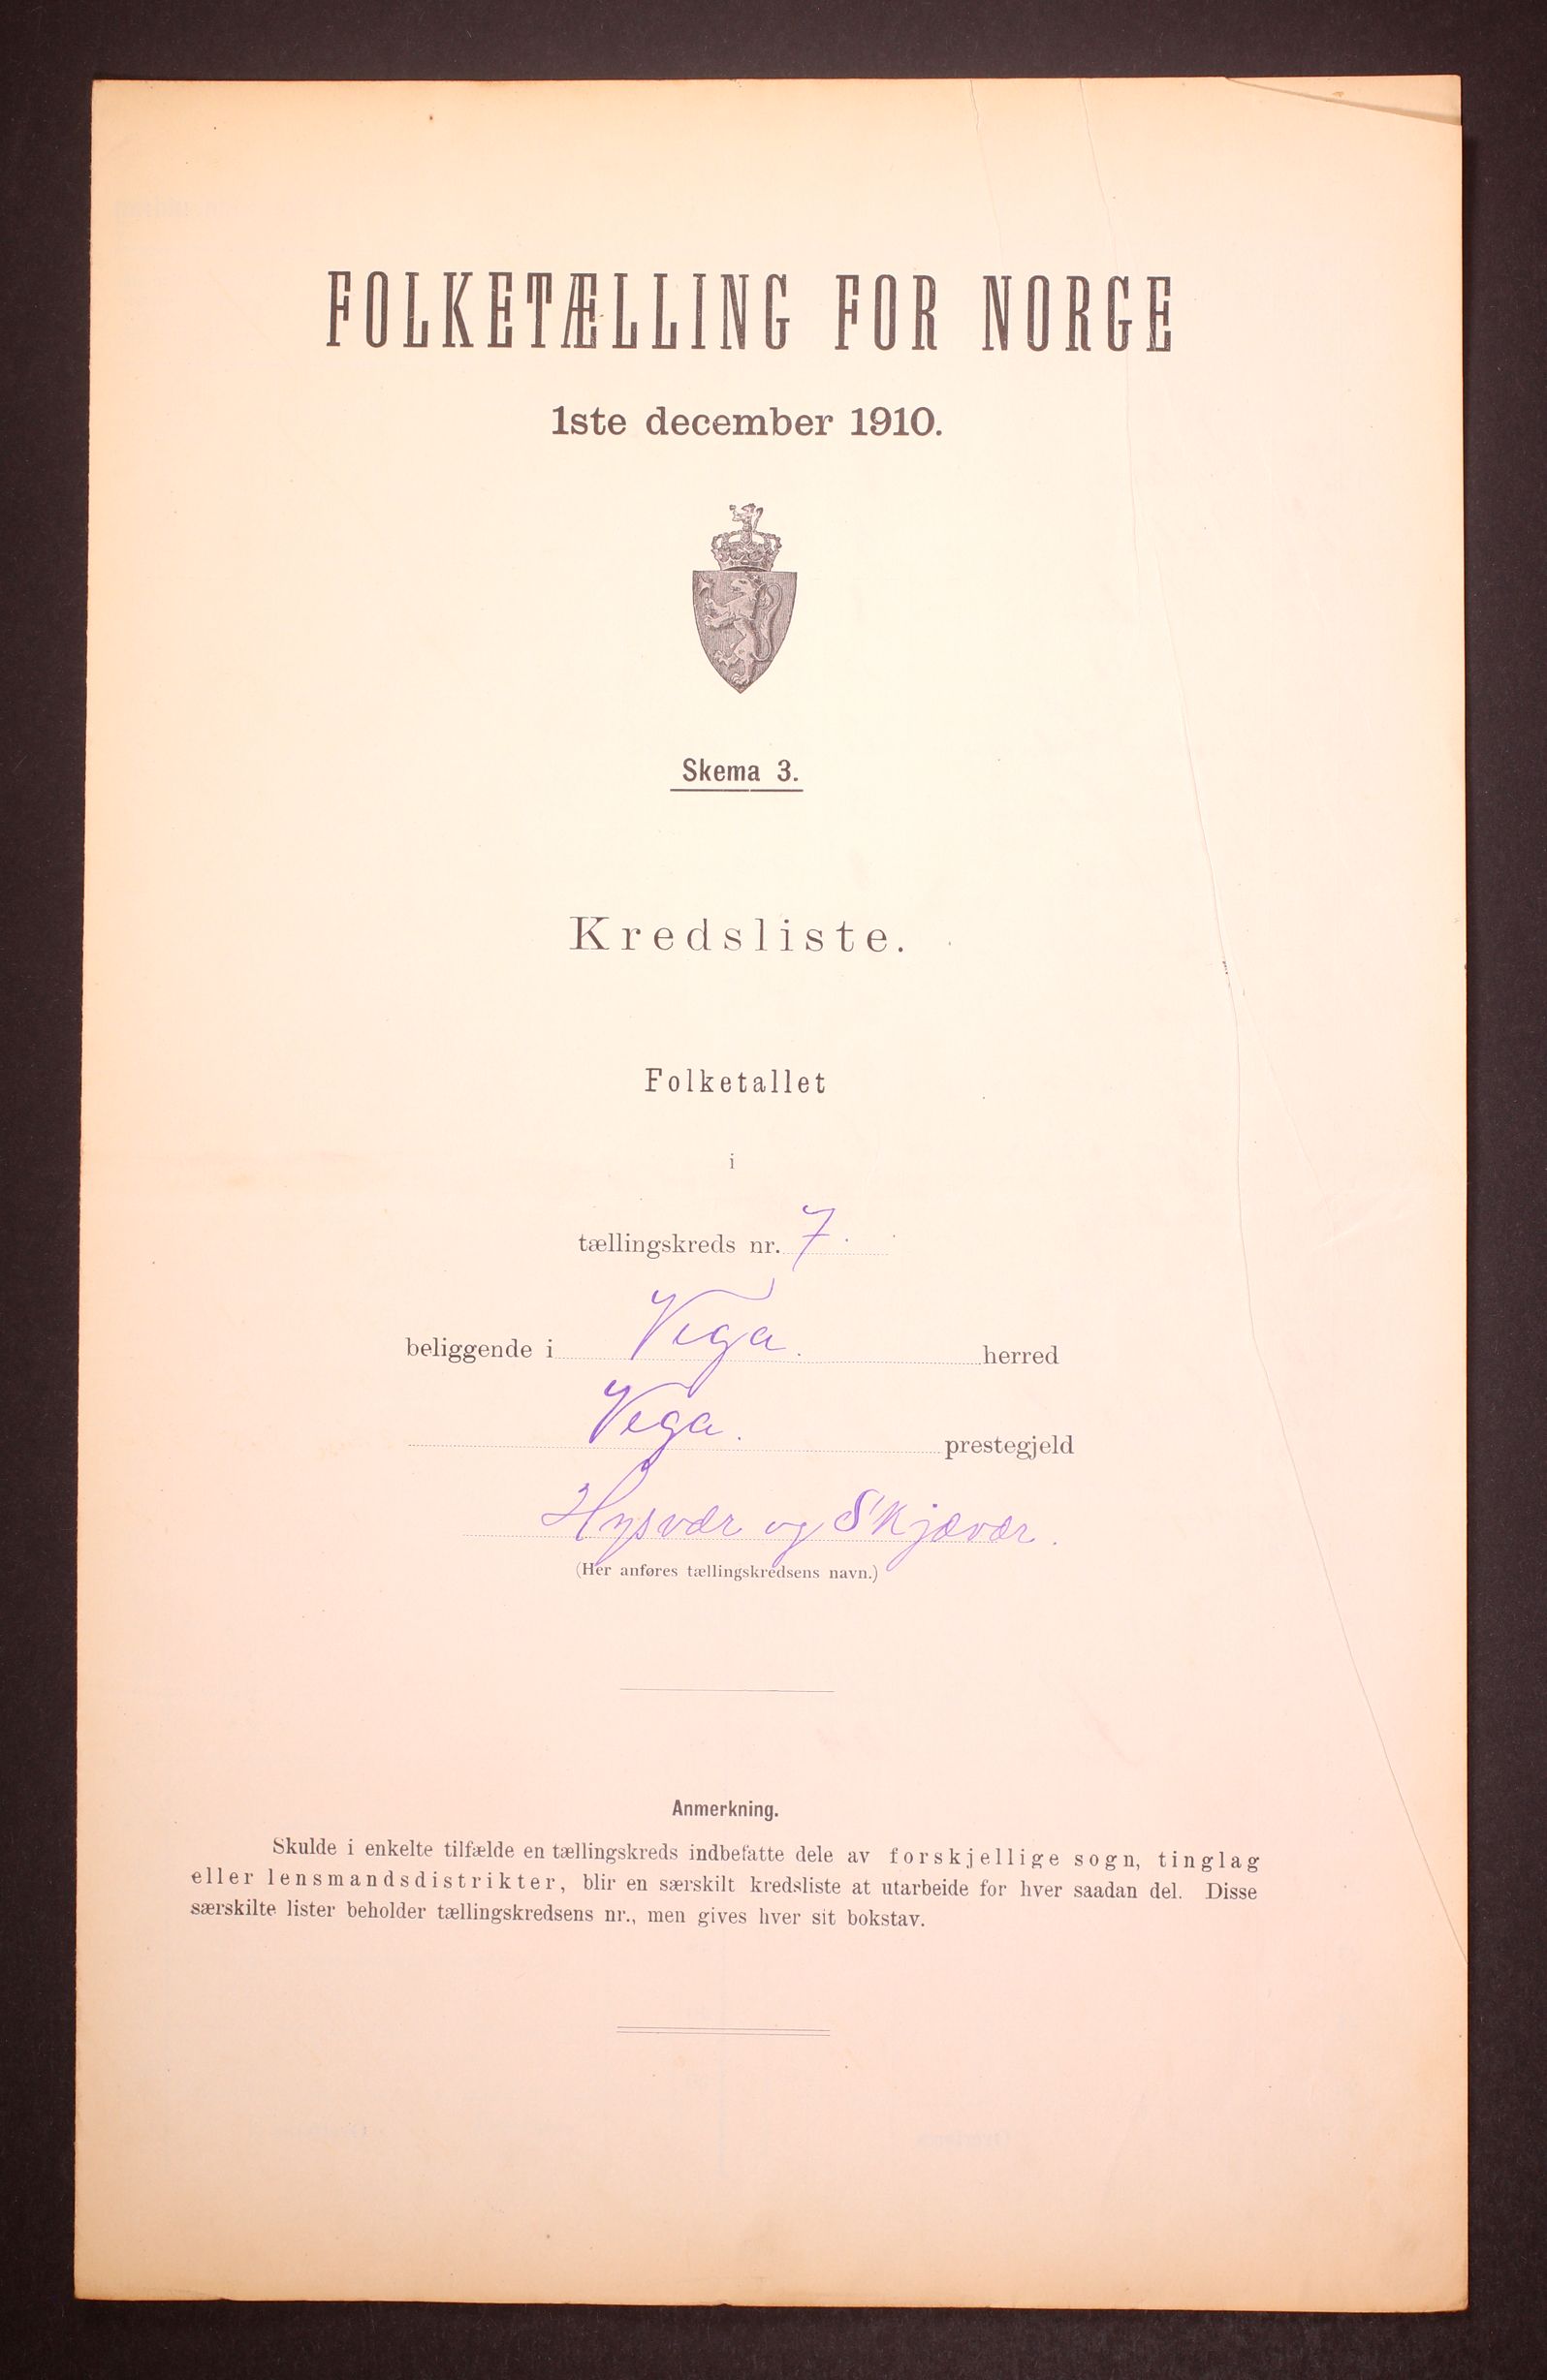 FOLKETÆLLING FOR NORGE
1ste december 1910.
Skema 3.
Kredsliste.
Folketallet
i
tællingskreds nr. 7.
beliggende i Vega. herred
Vega. prestegjeld
Hysvær og Skjævær.
(Her anføres tællingskredsens navn.)
Anmerkning.
Skulde i enkelte tilfælde en tællingskreds indbefatte dele av forskjellige sogn, tinglag
eller lensmandsdistrikter, blir en særskilt kredsliste at utarbeide for hver saadan del. Disse
særskilte lister beholder tællingskredsens nr., men gives hver sit bokstav.